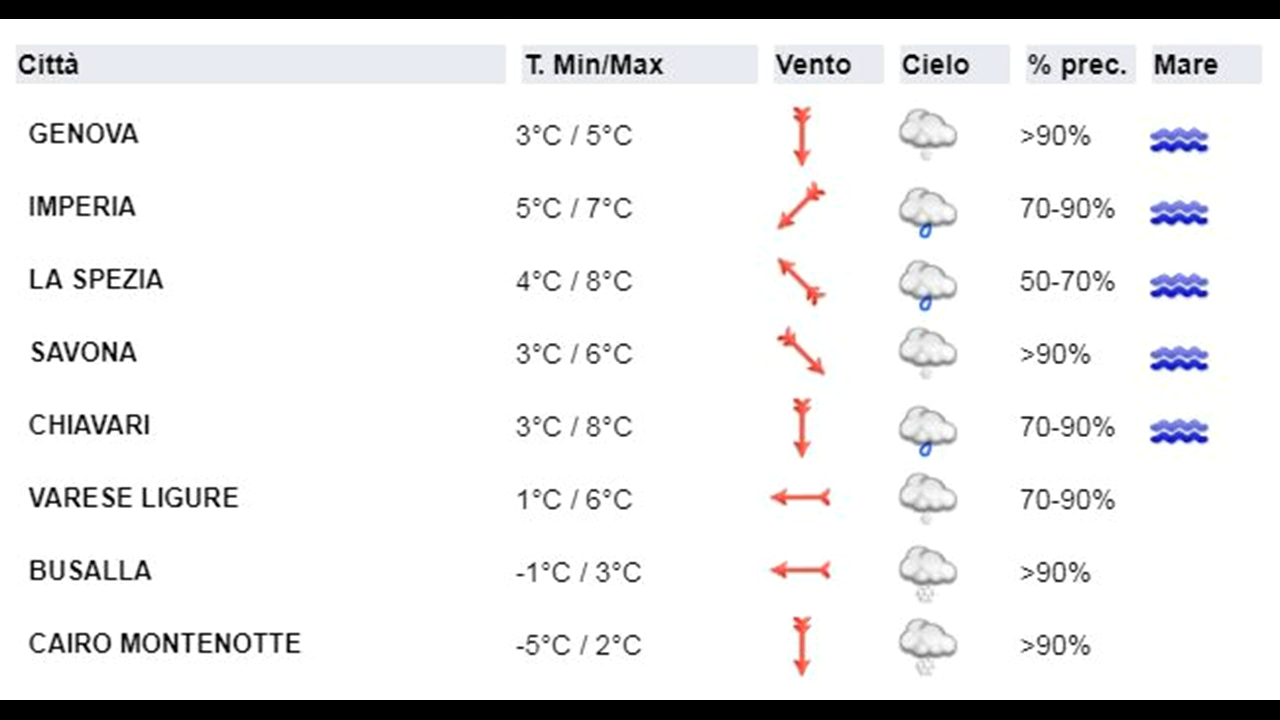 Città T. Min/Max Vento Cielo % prec. Mare
GENOVA 3°C / 5°C >90%
IMPERIA 5°C / 7°C 70-90%
LA SPEZIA 4°C / 8°C 50-70%
SAVONA 3°C / 6°C >90%
CHIAVARI 3°C / 8°C 70-90%
VARESE LIGURE 1°C / 6°C 70-90%
BUSALLA -1°C / 3°C >90%
CAIRO MONTENOTTE -5°C / 2°C >90%